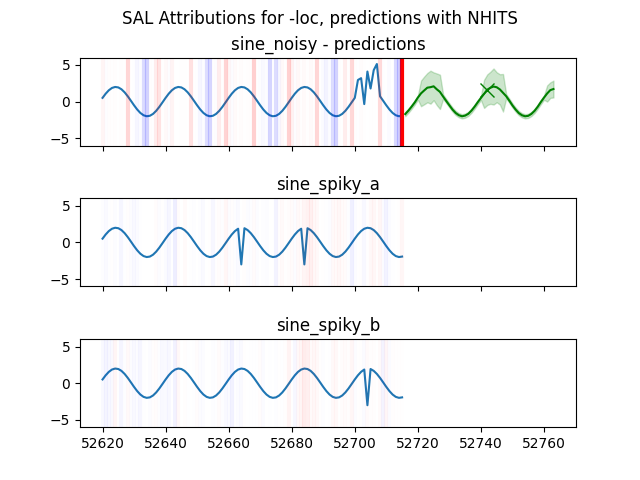 SAL Attributions for -loc, predictions with NHITS
sine_noisy - predictions
5
0
−5
sine_spiky_a
5
0
−5
sine_spiky_b
5
0
−5
52620 52640 52660 52680 52700 52720 52740 52760